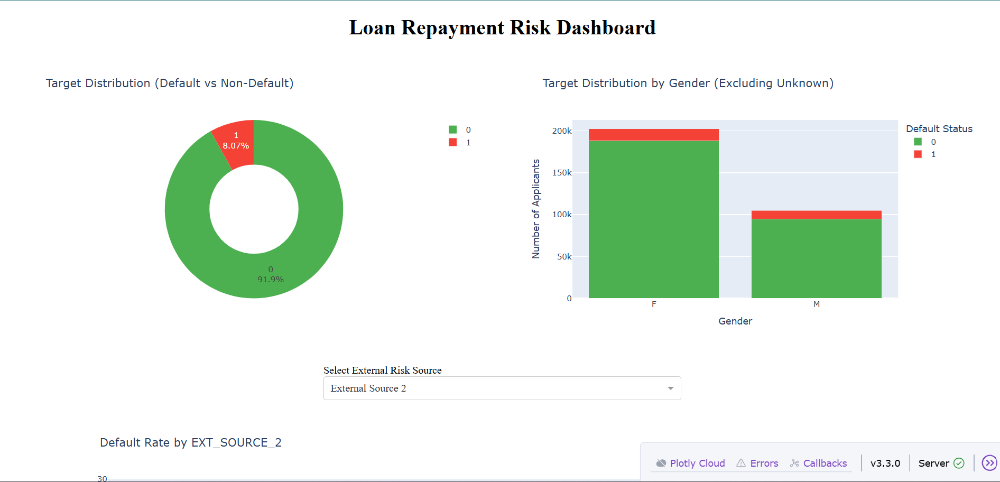 Loan Repayment Risk Dashboard
Target Distribution (Default vs Non-Default)
1
8.07%
0
91.9%
0
1
Target Distribution by Gender (Excluding Unknown)
Number of Applicants
200k
150k
100k
50k
0
F
M
Gender
Default Status
0
1
Select External Risk Source
External Source 2
Default Rate by EXT_SOURCE_2
30
Plotly Cloud Errors Callbacks v3.3.0 Server